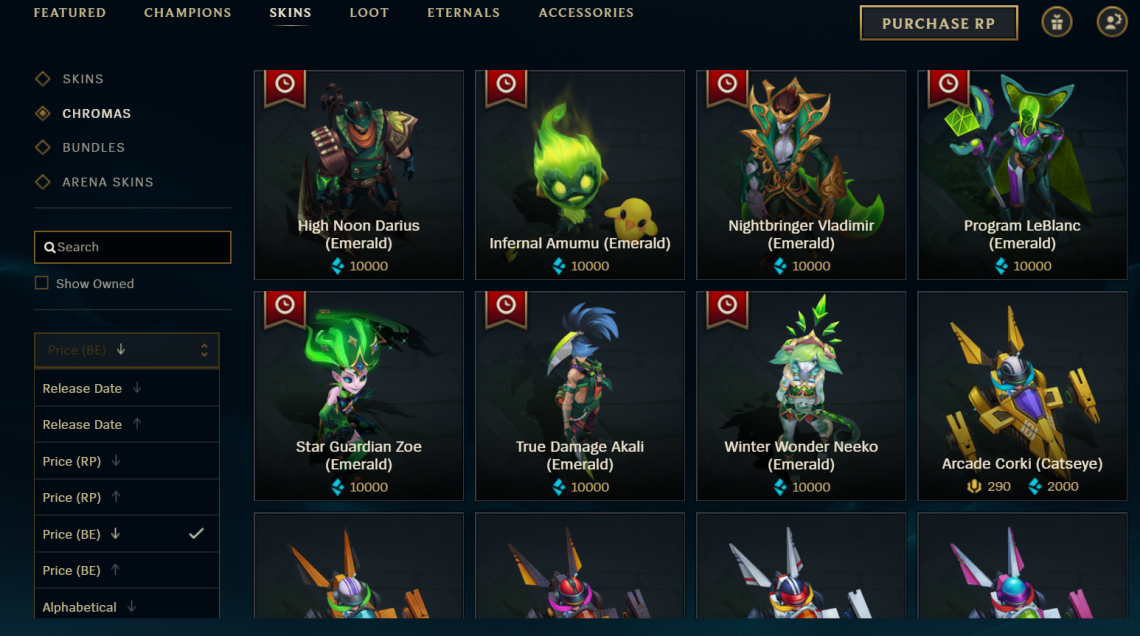 FEATURED
CHAMPIONS
SKINS
LOOT
ETERNALS
ACCESSORIES
PURCHASE RP
SKINS
CHROMAS
BUNDLES
ARENA SKINS
Search
Show Owned
Price (BE)
Release Date
Release Date
Price (RP)
Price (RP)
Price (BE)
Price (BE)
Alphabetical
High Noon Darius
(Emerald)
10000
Infernal Amumu (Emerald)
10000
Nightbringer Vladimir
(Emerald)
10000
Program LeBlanc
(Emerald)
10000
Star Guardian Zoe
(Emerald)
10000
True Damage Akali
(Emerald)
10000
Winter Wonder Neeko
(Emerald)
10000
Arcade Corki (Catseye)
290 2000